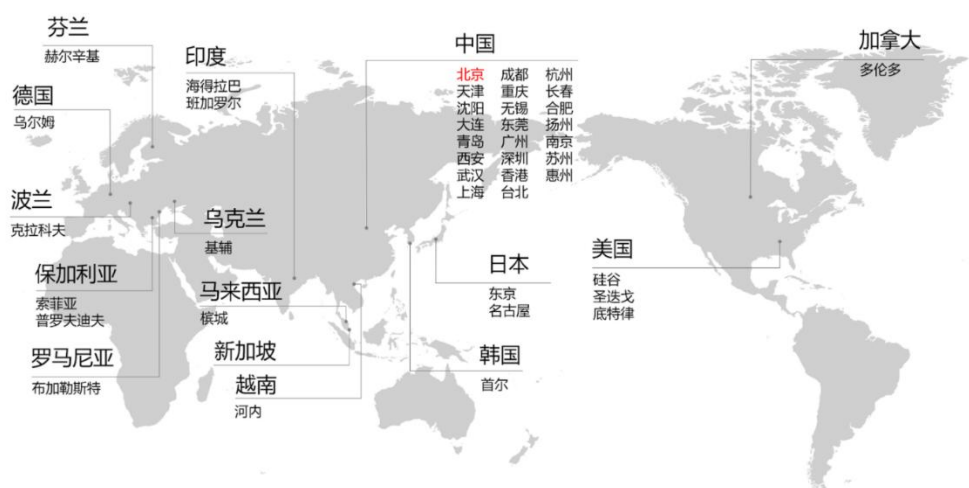 芬兰
赫尔辛基
德国
乌尔姆
波兰
克拉科夫
保加利亚
索菲亚
普罗夫迪夫
罗马尼亚
布加勒斯特
印度
海得拉巴
班加罗尔
乌克兰
基辅
马来西亚
槟城
新加坡
越南
河内
中国
北京 成都 杭州
天津 重庆 长春
沈阳 无锡 合肥
大连 东莞 扬州
青岛 广州 南京
西安 深圳 苏州
武汉 香港 惠州
上海 台北
日本
东京
名古屋
韩国
首尔
美国
硅谷
圣迭戈
底特律
加拿大
多伦多